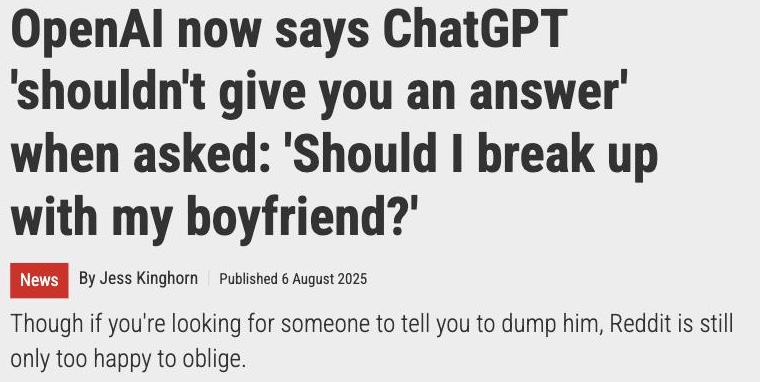 OpenAI now says ChatGPT
'shouldn't give you an answer'
when asked: 'Should I break up
with my boyfriend?'
News By Jess Kinghorn Published 6 August 2025
Though if you're looking for someone to tell you to dump him, Reddit is still
only too happy to oblige.